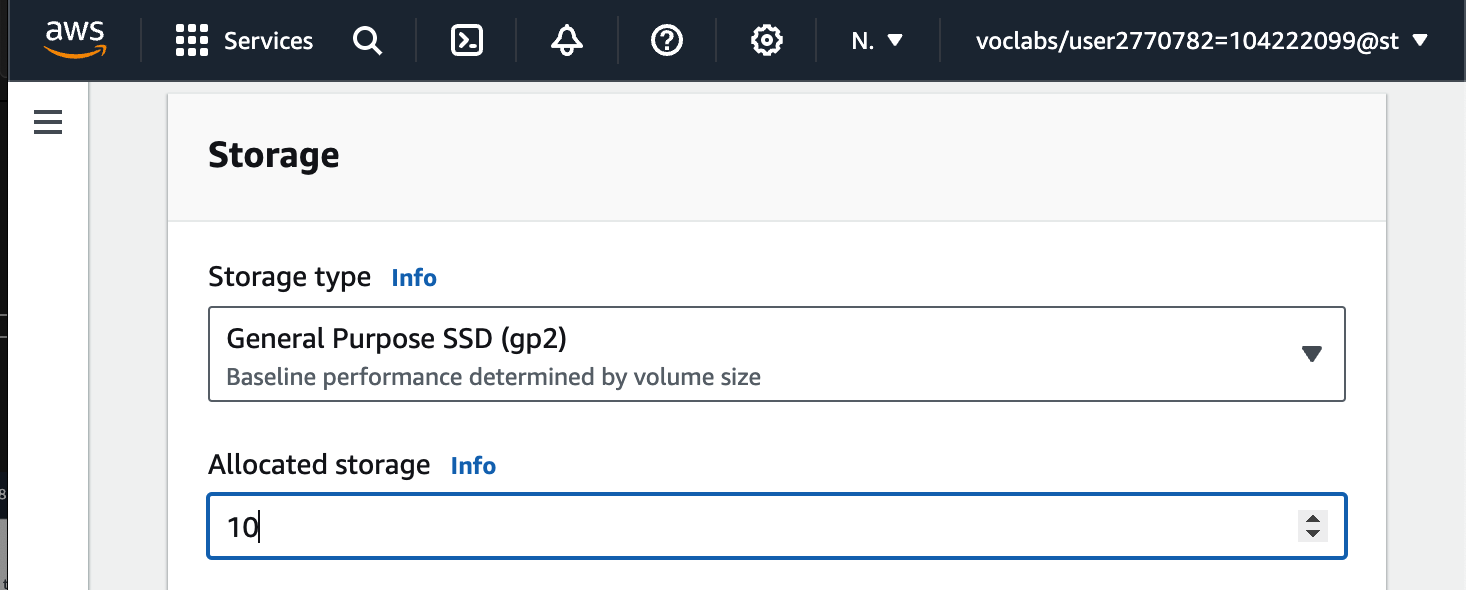 aws
Services
N.
voclabs/user2770782=104222099@st
Storage
Storage type Info
General Purpose SSD (gp2)
Baseline performance determined by volume size
Allocated storage Info
10
8
t